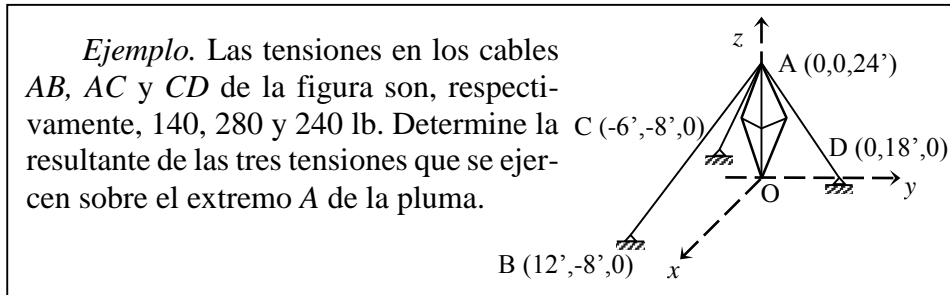 Ejemplo. Las tensiones en los cables
AB, AC y CD de la figura son, respecti-
vamente, 140, 280 y 240 lb. Determine la
resultante de las tres tensiones que se ejer-
cen sobre el extremo A de la pluma.
z
A (0,0,24’)
C (-6’,-8’,0)
D (0,18’,0)
O
y
B (12’,-8’,0)
x